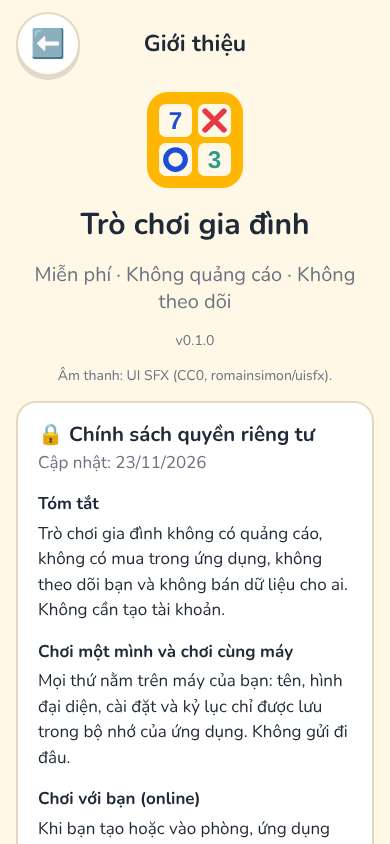 Giới thiệu
7
3
Trò chơi gia đình
Miễn phí · Không quảng cáo · Không
theo dõi
v0.1.0
Âm thanh: UI SFX (CC0, romainsimon/uisfx).
🔒 Chính sách quyền riêng tư
Cập nhật: 23/11/2026
Tóm tắt
Trò chơi gia đình không có quảng cáo,
không có mua trong ứng dụng, không
theo dõi bạn và không bán dữ liệu cho ai.
Không cần tạo tài khoản.
Chơi một mình và chơi cùng máy
Mọi thứ nằm trên máy của bạn: tên, hình
đại diện, cài đặt và kỷ lục chỉ được lưu
trong bộ nhớ của ứng dụng. Không gửi đi
đâu.
Chơi với bạn (online)
Khi bạn tạo hoặc vào phòng, ứng dụng